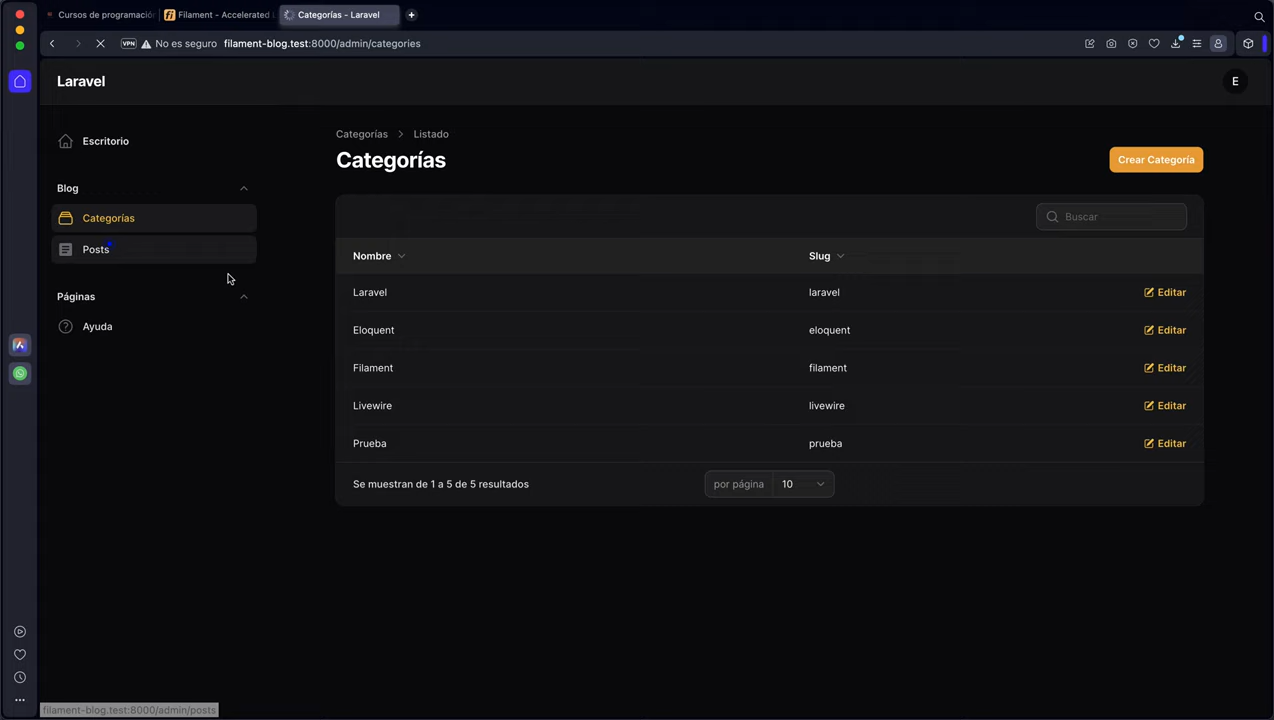 Cursos de programació
Filament - Accelerated
Categorías - Laravel
VPN No es seguro filament-blog.test:8000/admin/categories
Laravel
E
Escritorio
Blog
Categorías
Posts
Páginas
Ayuda
Categorías > Listado
Categorías
Crear Categoría
Buscar
Nombre Slug
Laravel laravel Editar
Eloquent eloquent Editar
Filament filament Editar
Livewire livewire Editar
Prueba prueba Editar
Se muestran de 1 a 5 de 5 resultados por página 10
filament-blog.test:8000/admin/posts